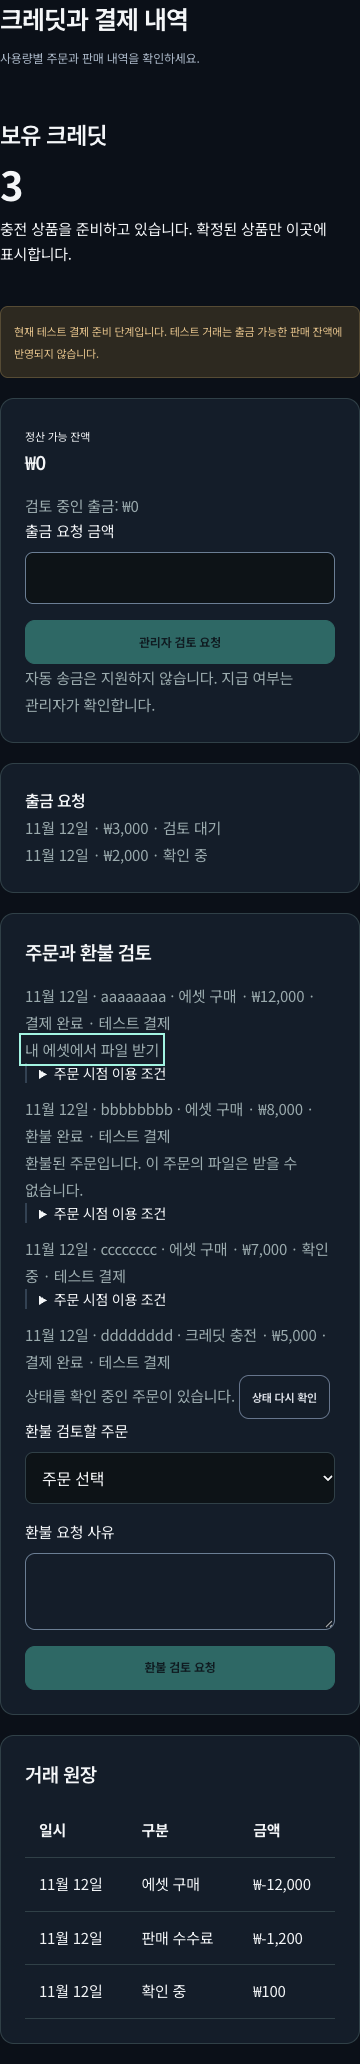 크레딧과 결제 내역
사용량별 주문과 판매 내역을 확인하세요.
보유 크레딧
3
충전 상품을 준비하고 있습니다. 확정된 상품만 이곳에
표시합니다.
현재 테스트 결제 준비 단계입니다. 테스트 거래는 출금 가능한 판매 잔액에
반영되지 않습니다.
정산 가능 잔액
₩0
검토 중인 출금: ₩0
출금 요청 금액
관리자 검토 요청
자동 송금은 지원하지 않습니다. 지급 여부는
관리자가 확인합니다.
출금 요청
11월 12일 · ₩3,000 · 검토 대기
11월 12일 · ₩2,000 · 확인 중
주문과 환불 검토
11월 12일 · aaaaaaaa · 에셋 구매 · ₩12,000 ·
결제 완료 · 테스트 결제
내 에셋에서 파일 받기
▶ 주문 시점 이용 조건
11월 12일 · bbbbbbbb · 에셋 구매 · ₩8,000 ·
환불 완료 · 테스트 결제
환불된 주문입니다. 이 주문의 파일은 받을 수
없습니다.
▶ 주문 시점 이용 조건
11월 12일 · cccccccc · 에셋 구매 · ₩7,000 · 확인
중 · 테스트 결제
▶ 주문 시점 이용 조건
11월 12일 · dddddddd · 크레딧 충전 · ₩5,000 ·
결제 완료 · 테스트 결제
상태를 확인 중인 주문이 있습니다. 상태 다시 확인
환불 검토할 주문
주문 선택
환불 요청 사유
환불 검토 요청
거래 원장
일시 구분 금액
11월 12일 에셋 구매 ₩-12,000
11월 12일 판매 수수료 ₩-1,200
11월 12일 확인 중 ₩100